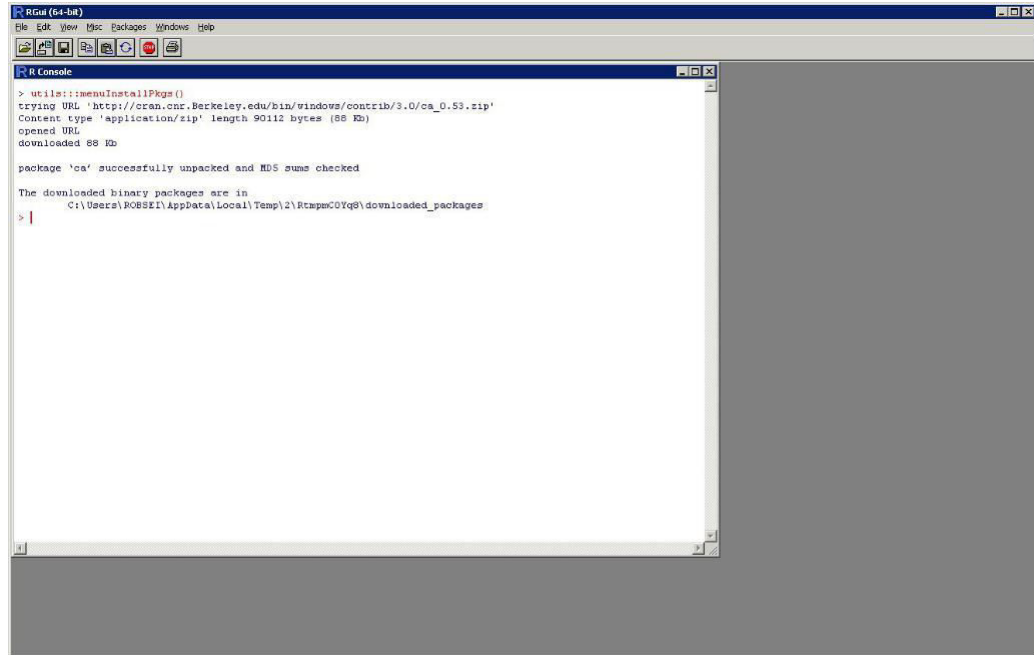 RGui (64-bit)
File Edit View Misc Packages Windows Help
STOP
R Console
> utils:::menuInstallPkgs()
trying URL 'http://cran.cnr.Berkeley.edu/bin/windows/contrib/3.0/ca_0.53.zip'
Content type 'application/zip' length 90112 bytes (88 Kb)
opened URL
downloaded 88 Kb
package 'ca' successfully unpacked and MD5 sums checked
The downloaded binary packages are in
C:\Users\ROBSEI\AppData\Local\Temp\2\RtmpmC0Yq8\downloaded_packages
>